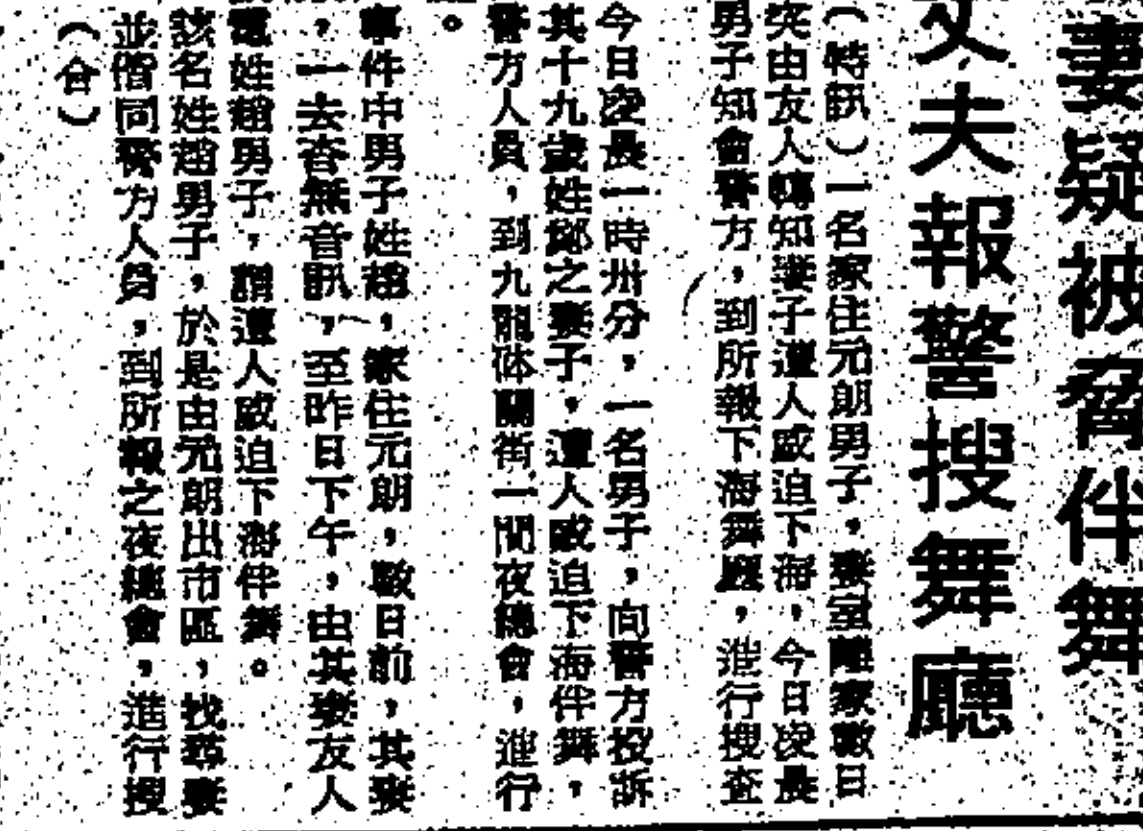 妻疑被脅伴舞
丈夫報警搜舞廳
（特訊）一名家住元朗男子，妻室離家數日
突由友人轉知妻子遭人威迫下海，今日凌晨
男子知會警方，到所報下海舞廳，進行搜查
今日凌晨一時卅分，一名男子，向警方投訴
其十九歲姓鄭之妻子，遭人威迫下海伴舞，
警方人員，到九龍砵蘭街一間夜總會，進行
。
事件中男子姓趙，家住元朗，數日前，其妻
，一去杳無音訊，至昨日下午，由其妻友人
電姓趙男子，謂遭人威迫下海伴舞。
該名姓趙男子，於是由元朗出市區，找尋妻
並偕同警方人員，到所報之夜總會，進行搜
（合）